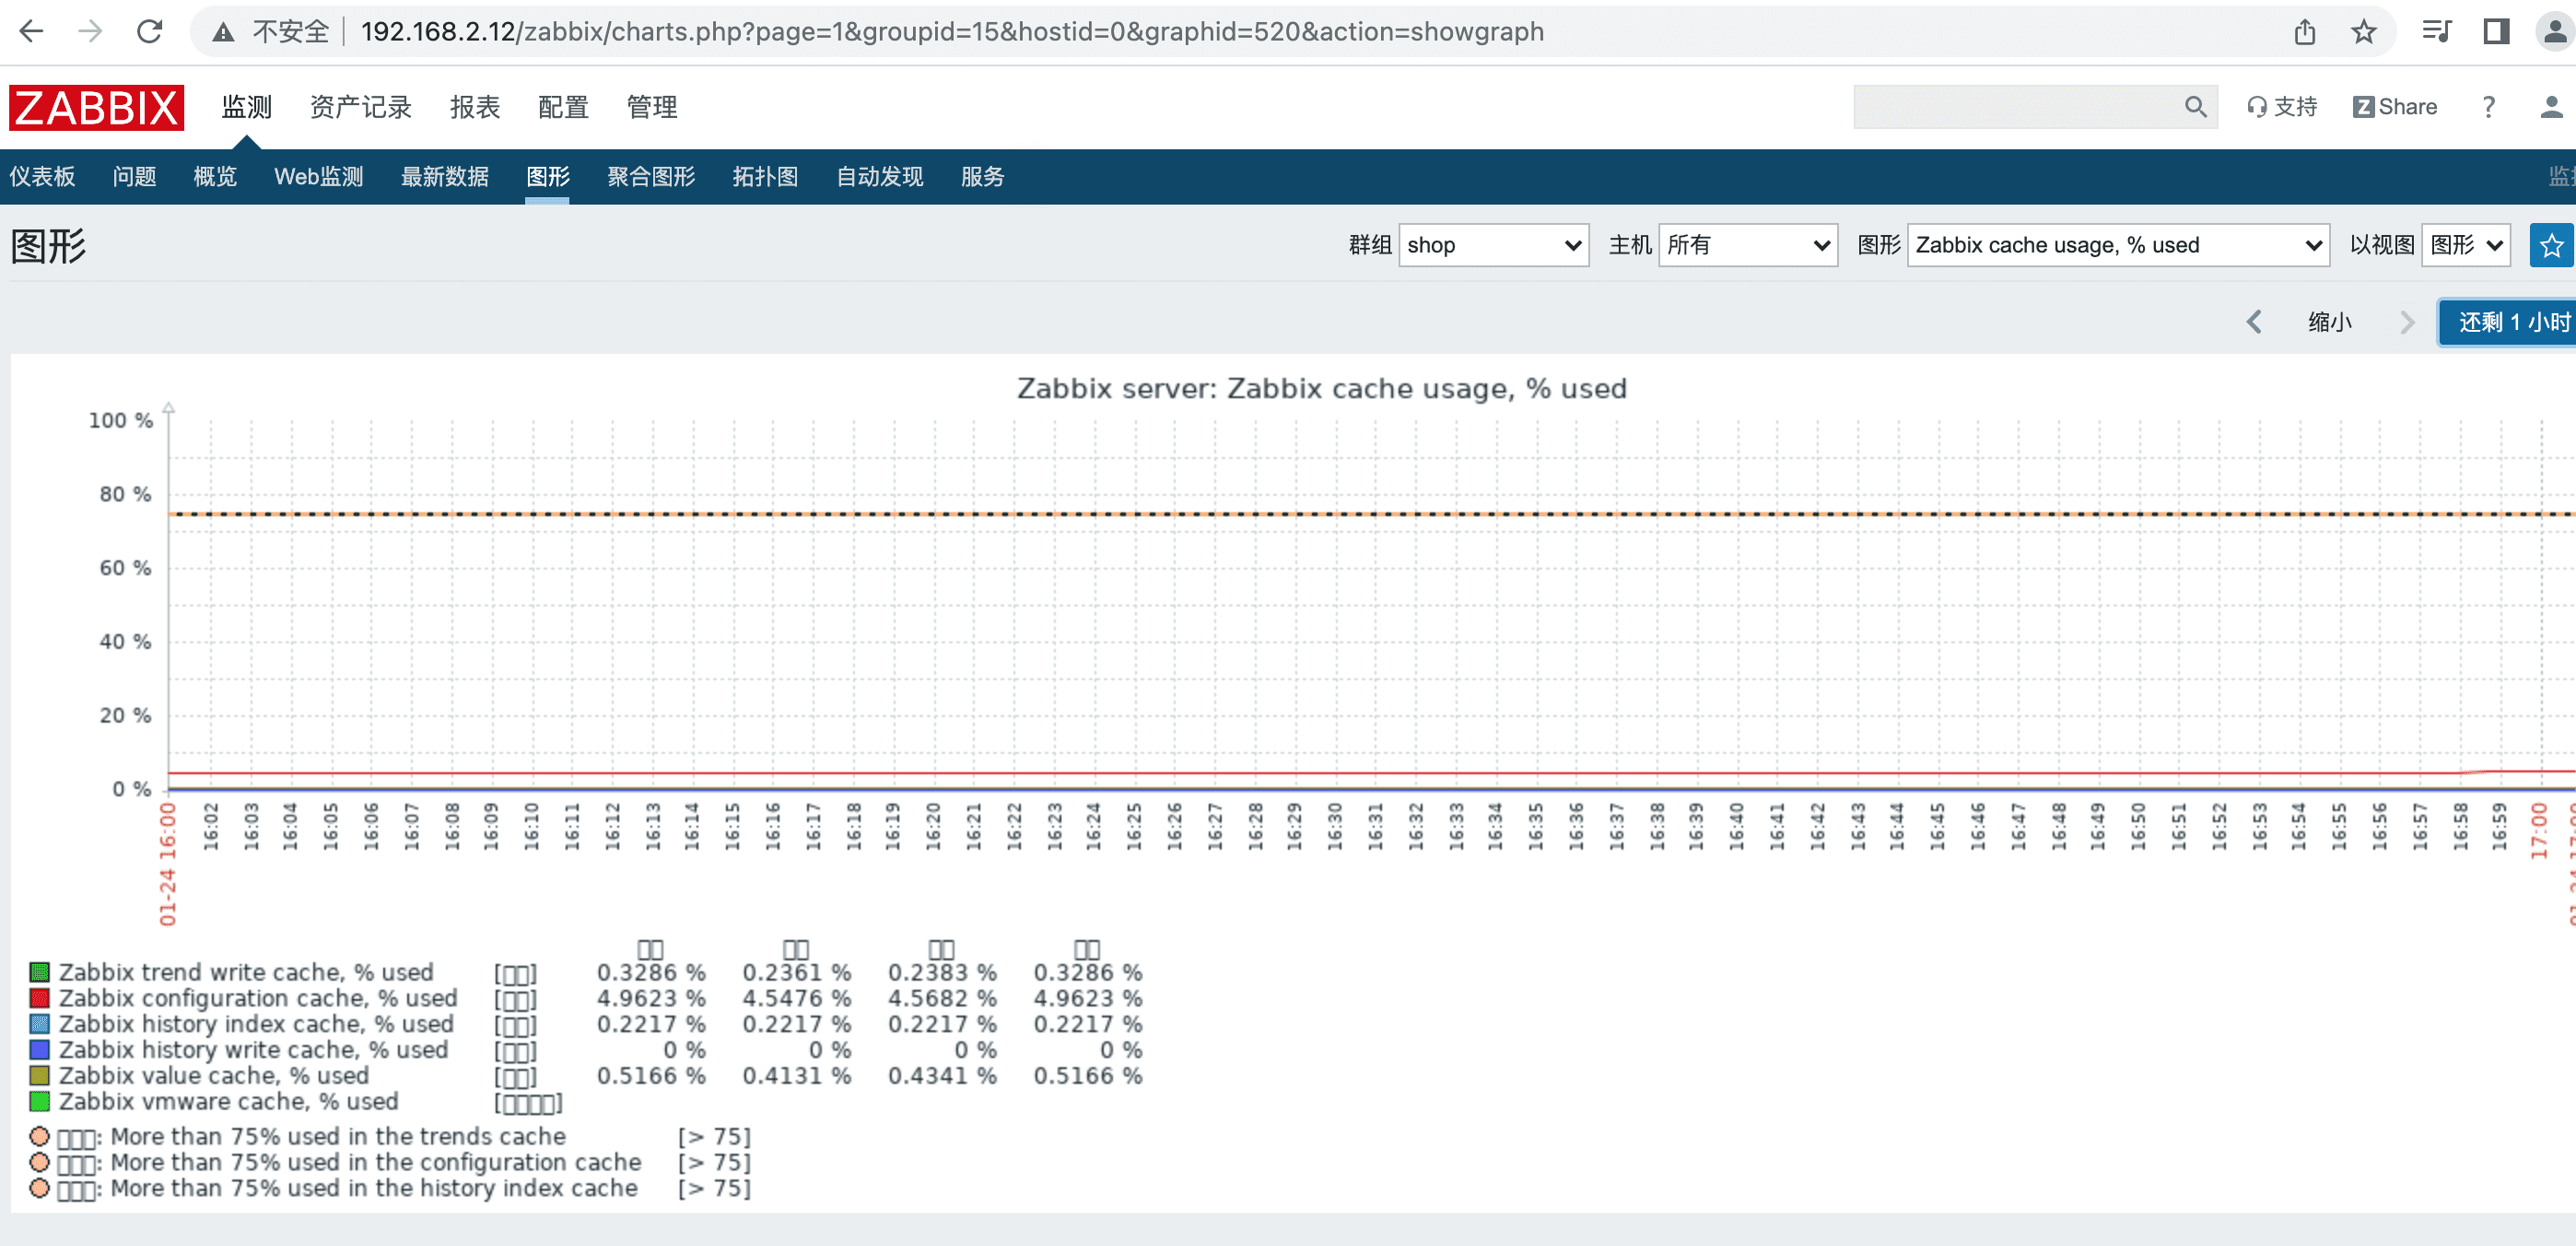 不安全 | 192.168.2.12/zabbix/charts.php?page=1&groupid=15&hostid=0&graphid=520&action=showgraph
ZABBIX 监测 资产记录 报表 配置 管理 支持 Z Share ?
仪表板 问题 概览 Web监测 最新数据 图形 聚合图形 拓扑图 自动发现 服务
图形 群组 shop 主机 所有 图形 Zabbix cache usage, % used 以视图 图形
缩小 还剩 1 小时
Zabbix server: Zabbix cache usage, % used
100 %
80 %
60 %
40 %
20 %
0 %
01-24 16:00 16:02 16:03 16:04 16:05 16:06 16:07 16:08 16:09 16:10 16:11 16:12 16:13 16:14 16:15 16:16 16:17 16:18 16:19 16:20 16:21 16:22 16:23 16:24 16:25 16:26 16:27 16:28 16:29 16:30 16:31 16:32 16:33 16:34 16:35 16:36 16:37 16:38 16:39 16:40 16:41 16:42 16:43 16:44 16:45 16:46 16:47 16:48 16:49 16:50 16:51 16:52 16:53 16:54 16:55 16:56 16:57 16:58 16:59 17:00
□□ □□ □□ □□
Zabbix trend write cache, % used [□□] 0.3286 % 0.2361 % 0.2383 % 0.3286 %
Zabbix configuration cache, % used [□□] 4.9623 % 4.5476 % 4.5682 % 4.9623 %
Zabbix history index cache, % used [□□] 0.2217 % 0.2217 % 0.2217 % 0.2217 %
Zabbix history write cache, % used [□□] 0 % 0 % 0 % 0 %
Zabbix value cache, % used [□□] 0.5166 % 0.4131 % 0.4341 % 0.5166 %
Zabbix vmware cache, % used [□□□□]
□□□: More than 75% used in the trends cache [> 75]
□□□: More than 75% used in the configuration cache [> 75]
□□□: More than 75% used in the history index cache [> 75]